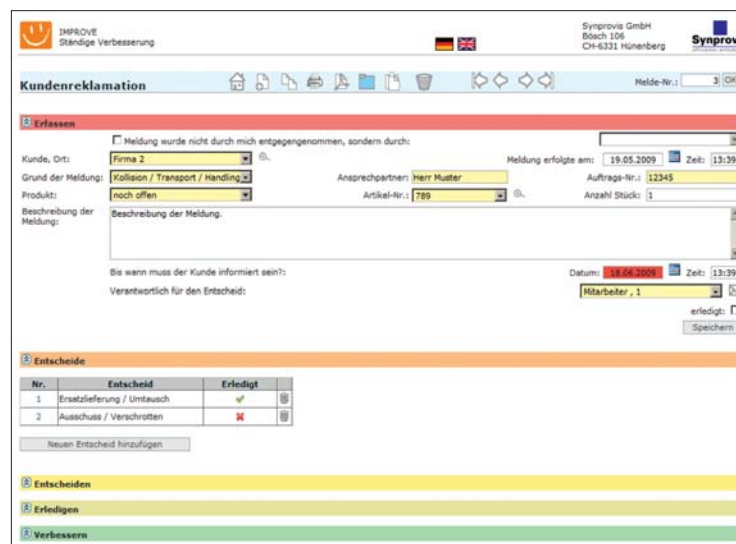 IMPROVE
Ständige Verbesserung
Synprovis GmbH
Bösch 106
CH-6331 Hünenberg
Synprov
Kundenreklamation
Melde-Nr.: 3 OK
Erfassen
Meldung wurde nicht durch mich entgegengenommen, sondern durch:
Kunde, Ort: Firma 2 Meldung erfolgte am: 19.05.2009 Zeit: 13:39
Grund der Meldung: Kollision / Transport / Handling Ansprechpartner: Herr Muster Auftrags-Nr.: 12345
Produkt: noch offen Artikel-Nr.: 789 Anzahl Stück: 1
Beschreibung der Meldung: Beschreibung der Meldung.
Bis wann muss der Kunde informiert sein?: Datum: 18.06.2009 Zeit: 13:39
Verantwortlich für den Entscheid: Mitarbeiter , 1
erledigt:
Speichern
Entscheide
Nr. Entscheid Erledigt
1 Ersatzlieferung / Umtausch
2 Ausschuss / Verschrotten
Neuen Entscheid hinzufügen
Entscheiden
Erledigen
Verbessern